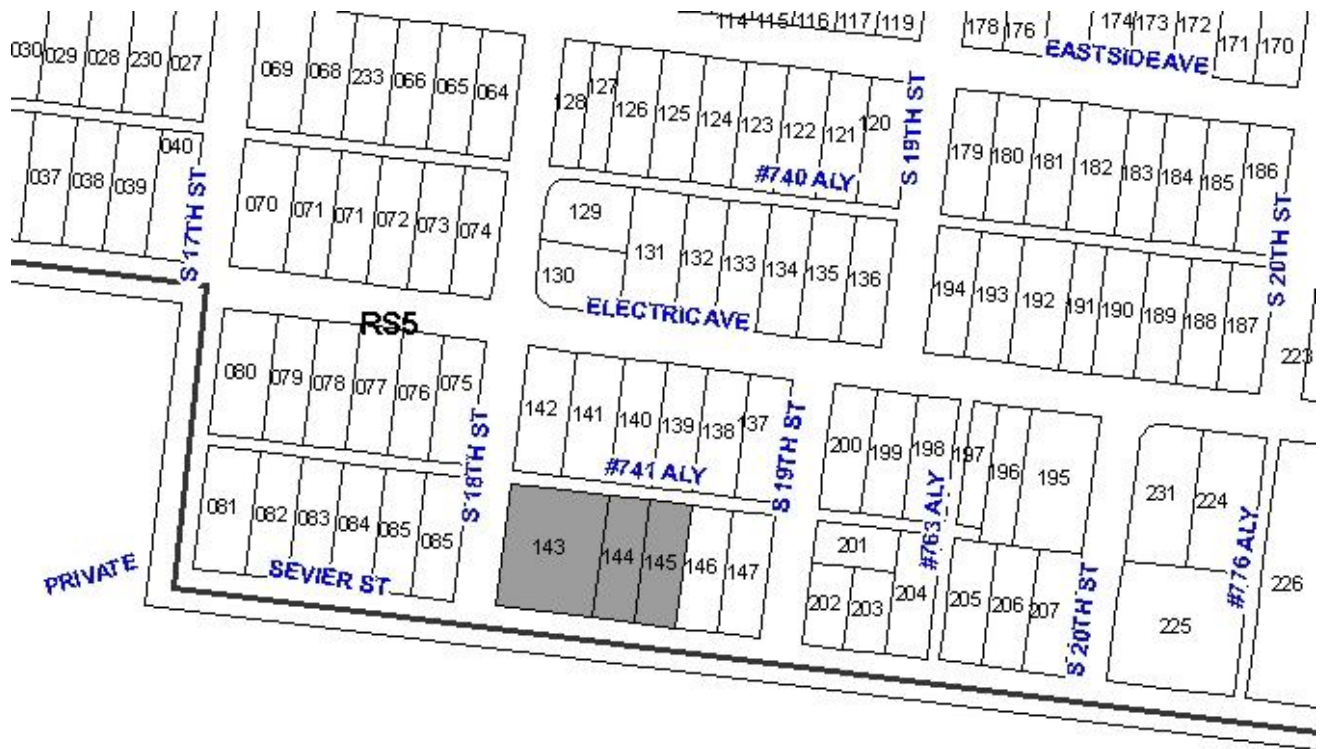 114 115 116 117 119
178 176 174 173 172 171 170
EASTSIDE AVE
030 029 028 230 027
069 068 233 066 065 064
128 127 126 125 124 123 122 121 120
S 19TH ST
179 180 181 182 183 184 185 186
#740 ALY
037 038 039 040
S 17TH ST
070 071 071 072 073 074
129
130
131 132 133 134 135 136
ELECTRIC AVE
194 193 192 191 190 189 188 187
S 20TH ST
223
RS5
080 079 078 077 076 075
142 141 140 139 138 137
#741 ALY
S 18TH ST
S 19TH ST
200 199 198 197 196 195
#763 ALY
231 224
#776 ALY
226
081 082 083 084 085 085
SEVIER ST
PRIVATE
143 144 145 146 147
201
202 203 204
205 206 207
S 20TH ST
225